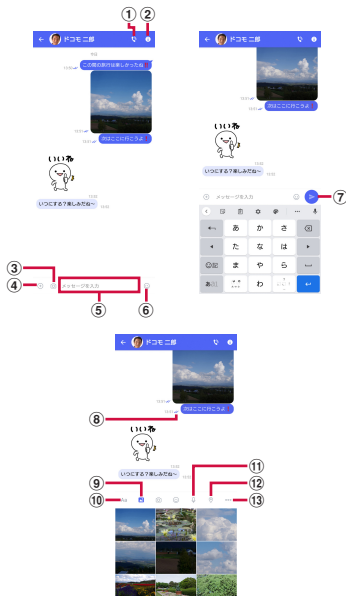 ① ②
ドコモ二郎
今日
この間の旅行は楽しかったね
次はここに行こうよ
いいね
いつにする？楽しみだね～
③
④
メッセージを入力
⑤ ⑥
ドコモ二郎
次はここに行こうよ
いいね
いつにする？楽しみだね～
メッセージを入力
⑦
あ か さ
た な は
ま や ら
わ
ドコモ二郎
⑧
次はここに行こうよ
いいね
いつにする？楽しみだね～
⑨ ⑪
⑩ Aa ⑫
⑬